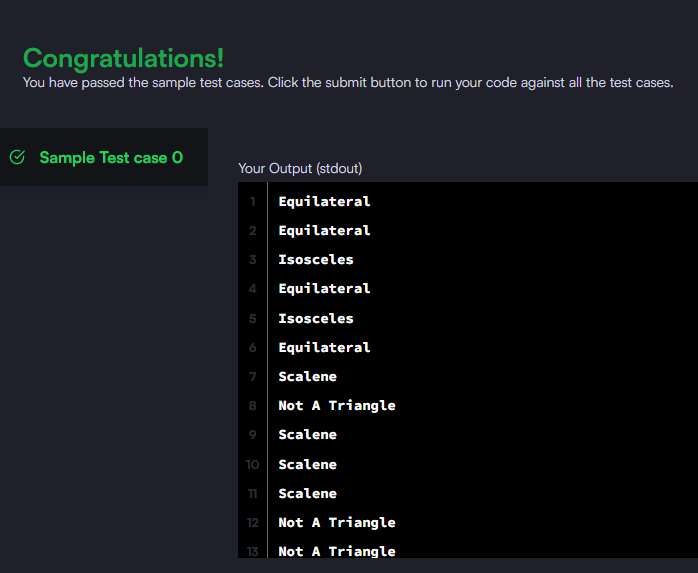 Congratulations!
You have passed the sample test cases. Click the submit button to run your code against all the test cases.
Sample Test case 0
Your Output (stdout)
1 Equilateral
2 Equilateral
3 Isosceles
4 Equilateral
5 Isosceles
6 Equilateral
7 Scalene
8 Not A Triangle
9 Scalene
10 Scalene
11 Scalene
12 Not A Triangle
13 Not A Triangle